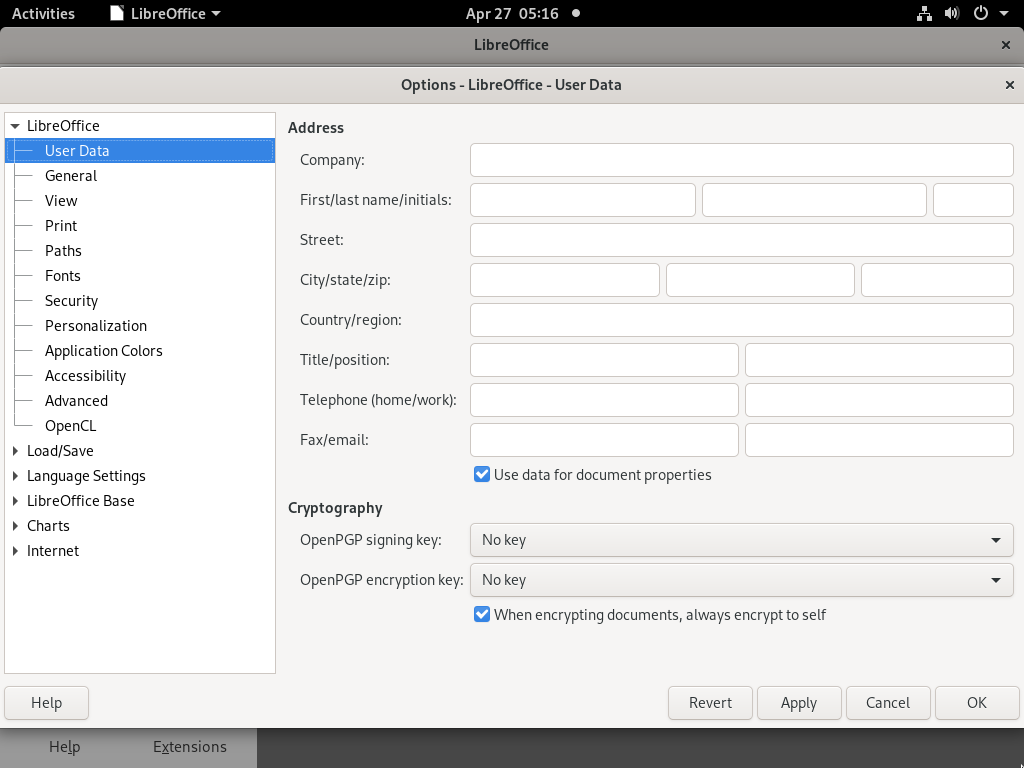 Activities LibreOffice Apr 27 05:16
LibreOffice
Options - LibreOffice - User Data
LibreOffice
User Data
General
View
Print
Paths
Fonts
Security
Personalization
Application Colors
Accessibility
Advanced
OpenCL
Load/Save
Language Settings
LibreOffice Base
Charts
Internet
Address
Company:
First/last name/initials:
Street:
City/state/zip:
Country/region:
Title/position:
Telephone (home/work):
Fax/email:
Use data for document properties
Cryptography
OpenPGP signing key: No key
OpenPGP encryption key: No key
When encrypting documents, always encrypt to self
Help Revert Apply Cancel OK
Help Extensions